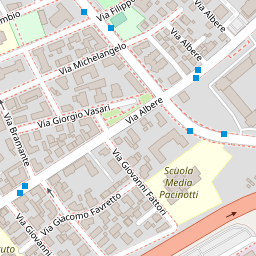 mbio
Via Filippo
Via Albere
Via Albere
Via Michelangelo
Via Giorgio Vasari
Via Albere
Via Bramante
Via Giovanni Fattori
Scuola
Media
Pacinotti
Via Giacomo Favretto
Via Giovanni
uto